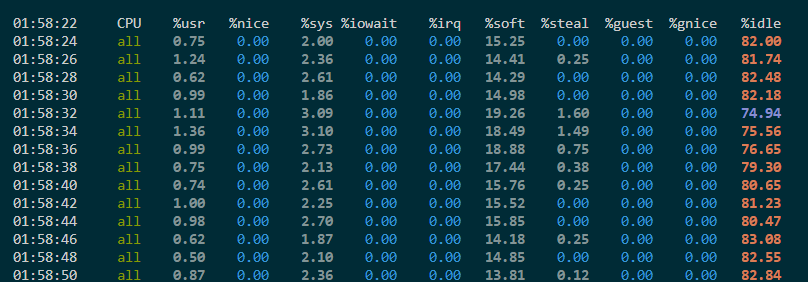 01:58:22 CPU %usr %nice %sys %iowait %irq %soft %steal %guest %gnice %idle
01:58:24 all 0.75 0.00 2.00 0.00 0.00 15.25 0.00 0.00 0.00 82.00
01:58:26 all 1.24 0.00 2.36 0.00 0.00 14.41 0.25 0.00 0.00 81.74
01:58:28 all 0.62 0.00 2.61 0.00 0.00 14.29 0.00 0.00 0.00 82.48
01:58:30 all 0.99 0.00 1.86 0.00 0.00 14.98 0.00 0.00 0.00 82.18
01:58:32 all 1.11 0.00 3.09 0.00 0.00 19.26 1.60 0.00 0.00 74.94
01:58:34 all 1.36 0.00 3.10 0.00 0.00 18.49 1.49 0.00 0.00 75.56
01:58:36 all 0.99 0.00 2.73 0.00 0.00 18.88 0.75 0.00 0.00 76.65
01:58:38 all 0.75 0.00 2.13 0.00 0.00 17.44 0.38 0.00 0.00 79.30
01:58:40 all 0.74 0.00 2.61 0.00 0.00 15.76 0.25 0.00 0.00 80.65
01:58:42 all 1.00 0.00 2.25 0.00 0.00 15.52 0.00 0.00 0.00 81.23
01:58:44 all 0.98 0.00 2.70 0.00 0.00 15.85 0.00 0.00 0.00 80.47
01:58:46 all 0.62 0.00 1.87 0.00 0.00 14.18 0.25 0.00 0.00 83.08
01:58:48 all 0.50 0.00 2.10 0.00 0.00 14.85 0.00 0.00 0.00 82.55
01:58:50 all 0.87 0.00 2.36 0.00 0.00 13.81 0.12 0.00 0.00 82.84